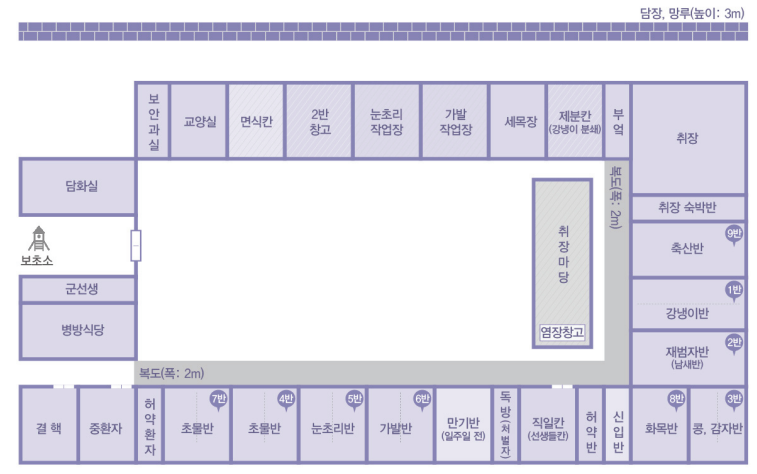 담장, 망루(높이: 3m)
보안과실
교양실
면식칸
2반
창고
눈초리
작업장
가발
작업장
세목장
제분칸
(강냉이 분쇄)
부엌
취장
담화실
복도(폭: 2m)
취장마당
염장창고
취장 숙박반
9반
축산반
보초소
1반
강냉이반
군선생
병방식당
2반
재범자반
(남새반)
복도(폭: 2m)
결 핵
중환자
허약환자
7반
초물반
4반
초물반
5반
눈초리반
6반
가발반
만기반
(일주일 전)
독방(처벌자)
직일칸
(선생들칸)
허약반
신입반
8반
화목반
3반
콩, 감자반